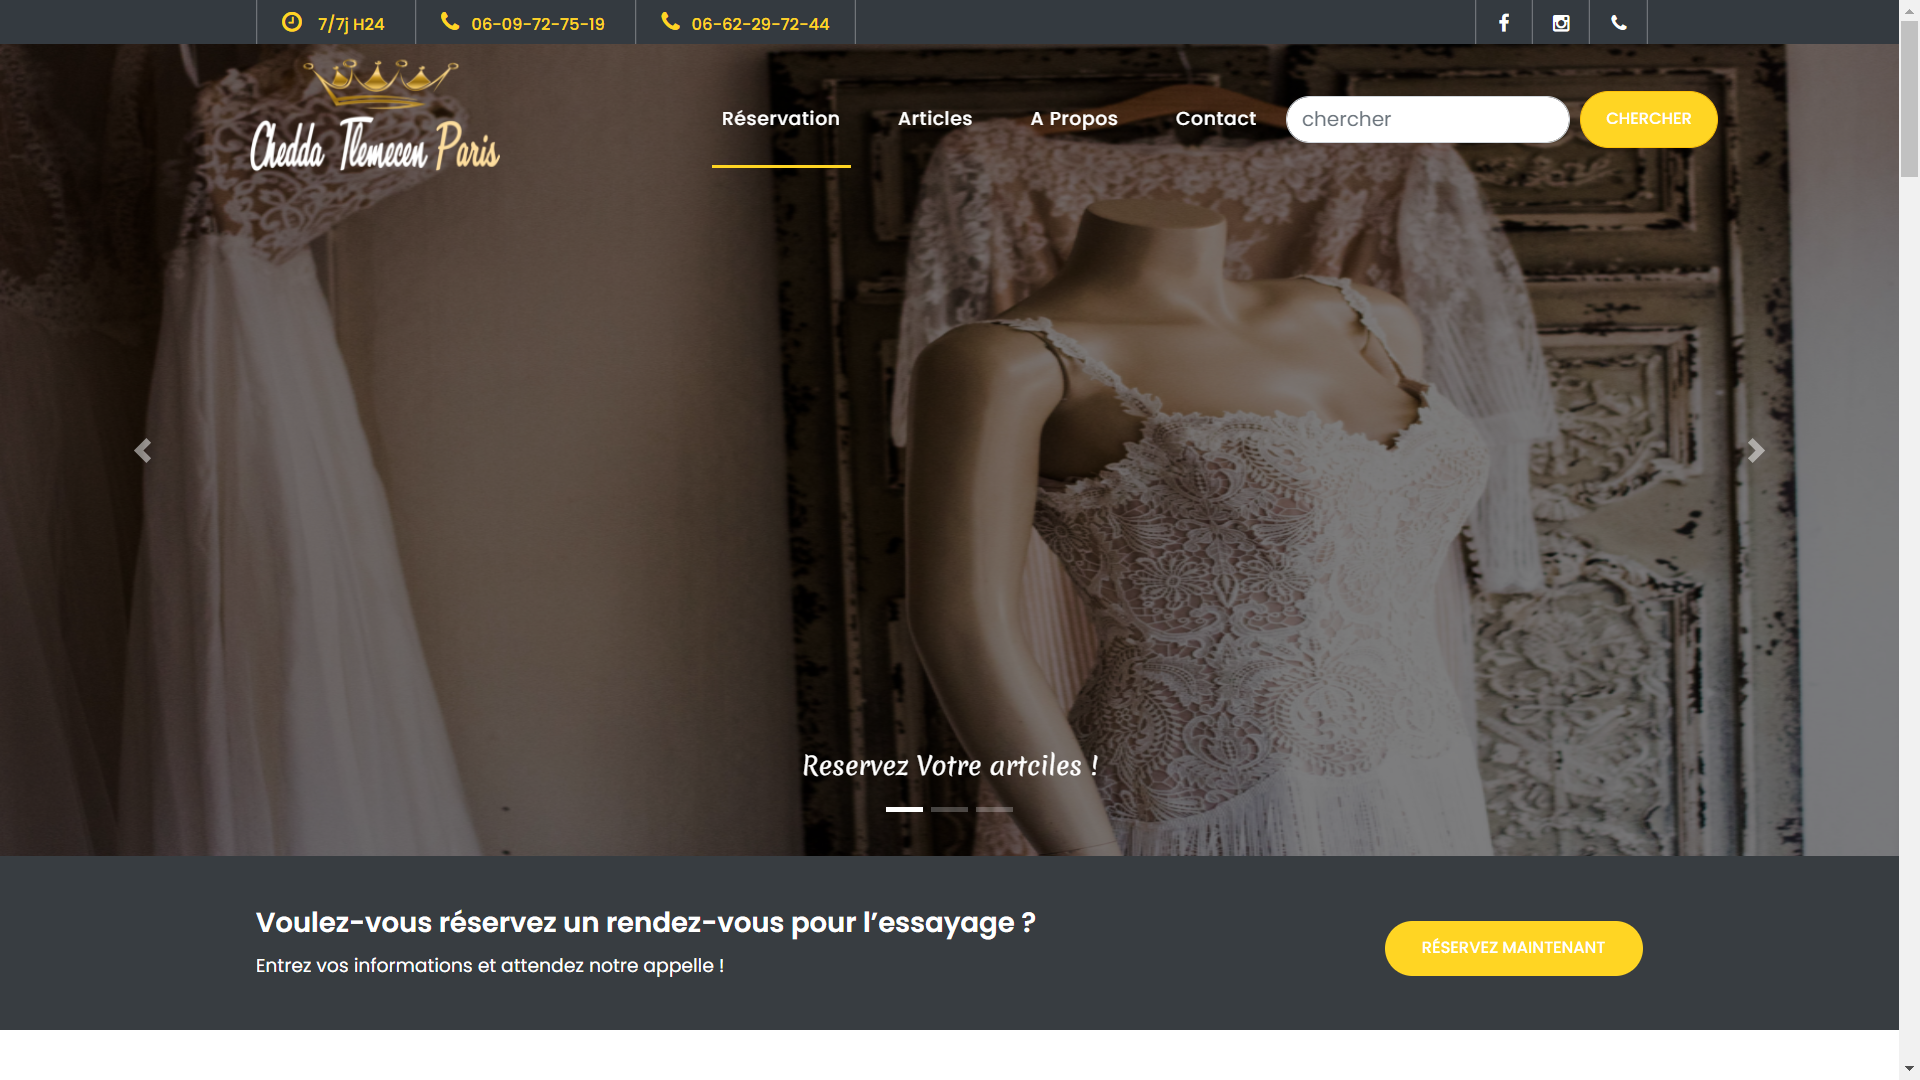 7/7j H24
06-09-72-75-19
06-62-29-72-44
Chedda Tlemecen Paris
Réservation
Articles
A Propos
Contact
chercher
CHERCHER
Reservez Votre artciles !
Voulez-vous réservez un rendez-vous pour l’essayage ?
Entrez vos informations et attendez notre appelle !
RÉSERVEZ MAINTENANT